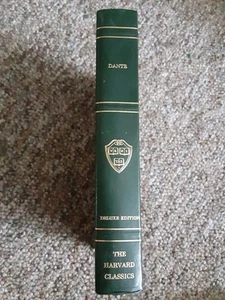 DANTE
DELUXE EDITION
THE
HARVARD
CLASSICS